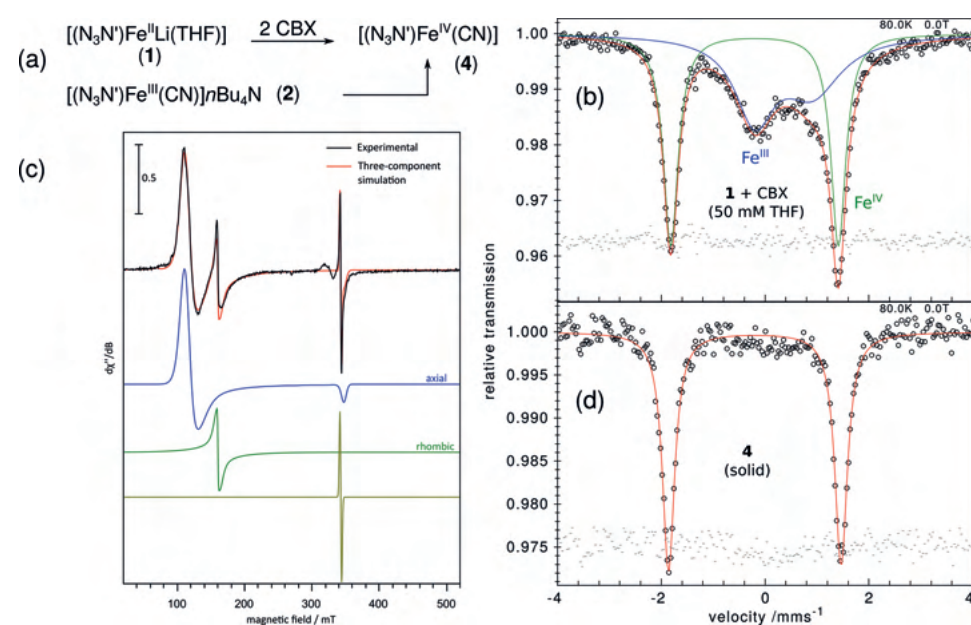 (a)
[(N₃N')FeᴵᴵLi(THF)] 2 CBX [(N₃N')Feᴵⱽ(CN)]
(1) (4)
[(N₃N')Feᴵᴵᴵ(CN)]nBu₄N (2)
(c)
0.5
Experimental
Three-component
simulation
axial
rhombic
dχ''/dB
100 200 300 400 500
magnetic field / mT
(b)
80.0K 0.0T
1.00
0.99
0.98
0.97
0.96
Feᴵᴵᴵ
Feᴵⱽ
1 + CBX
(50 mM THF)
relative transmission
(d)
80.0K 0.0T
1.000
0.995
0.990
0.985
0.980
0.975
4
(solid)
-4 -2 0 2 4
velocity /mms⁻¹